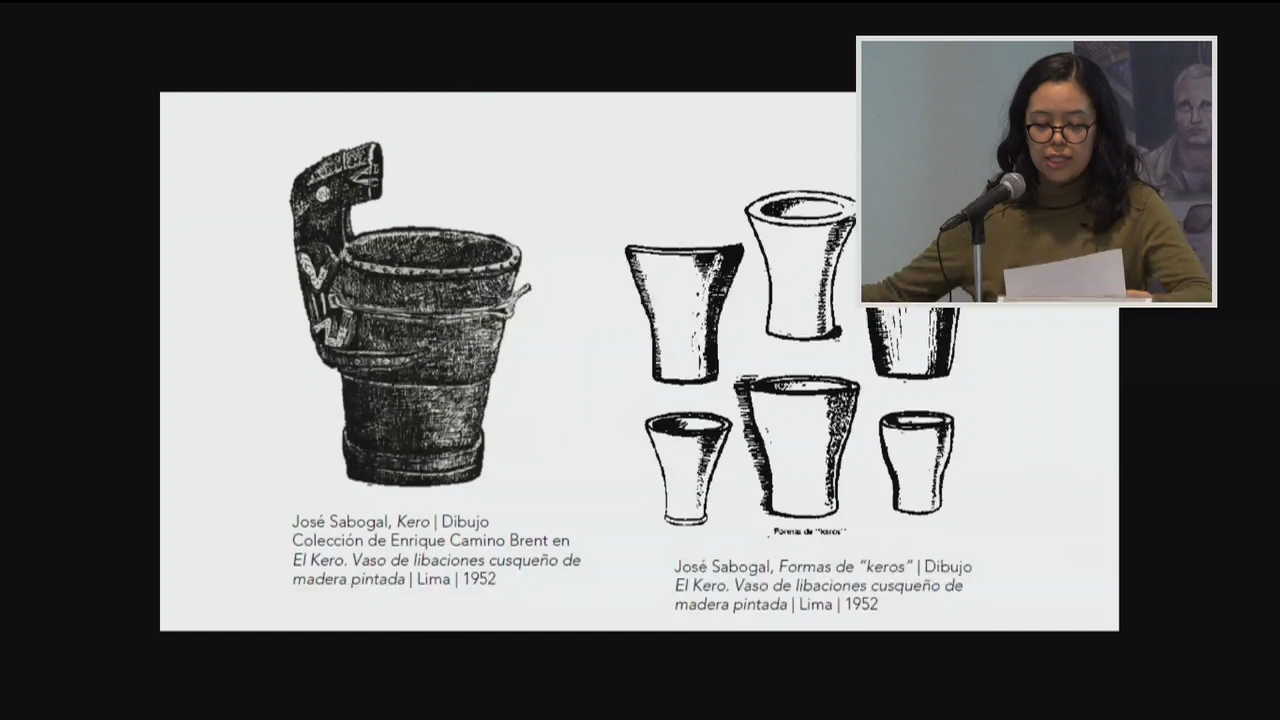 José Sabogal, Kero | Dibujo
Colección de Enrique Camino Brent en
El Kero. Vaso de libaciones cusqueño de
madera pintada | Lima | 1952
Formas de "keros"
José Sabogal, Formas de “keros” | Dibujo
El Kero. Vaso de libaciones cusqueño de
madera pintada | Lima | 1952